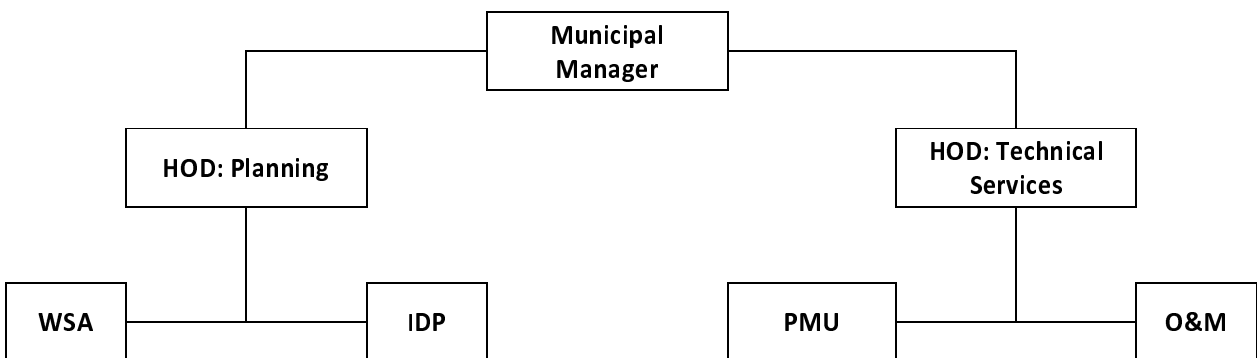 Municipal
Manager
HOD: Planning
HOD: Technical
Services
WSA
IDP
PMU
O&M